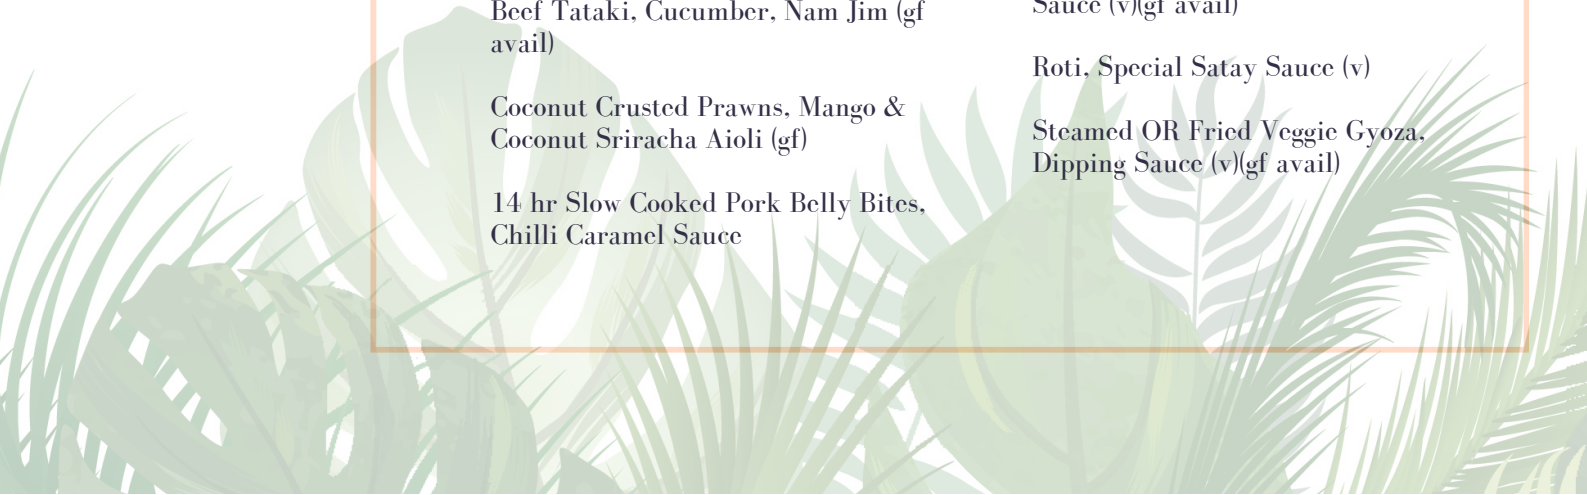 Beef Tataki, Cucumber, Nam Jim (gf
avail)
Coconut Crusted Prawns, Mango &
Coconut Sriracha Aioli (gf)
14 hr Slow Cooked Pork Belly Bites,
Chilli Caramel Sauce
Sauce (v)(gf avail)
Roti, Special Satay Sauce (v)
Steamed OR Fried Veggie Gyoza,
Dipping Sauce (v)(gf avail)